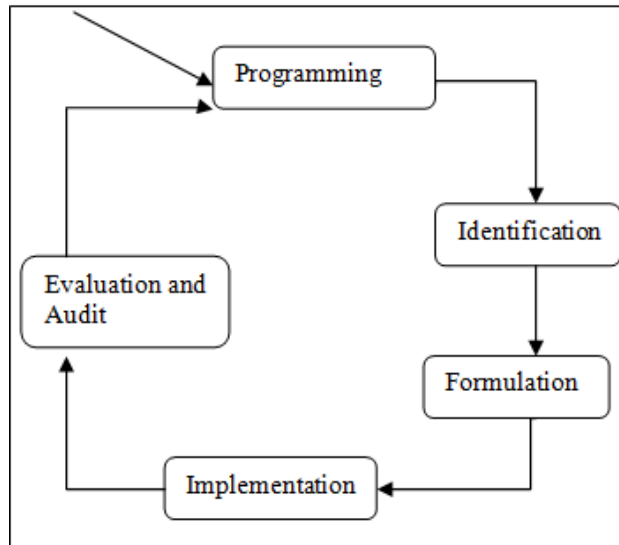 Programming
Identification
Formulation
Implementation
Evaluation and
Audit